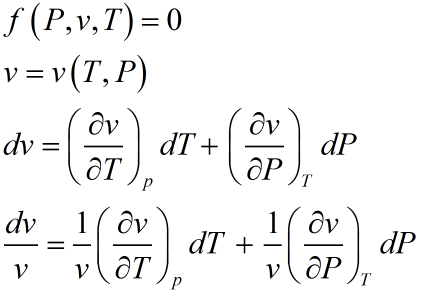 f(P,v,T)=0
v=v(T,P)
dv=(∂v/∂T)_p dT+(∂v/∂P)_T dP
dv/v=1/v(∂v/∂T)_p dT+1/v(∂v/∂P)_T dP